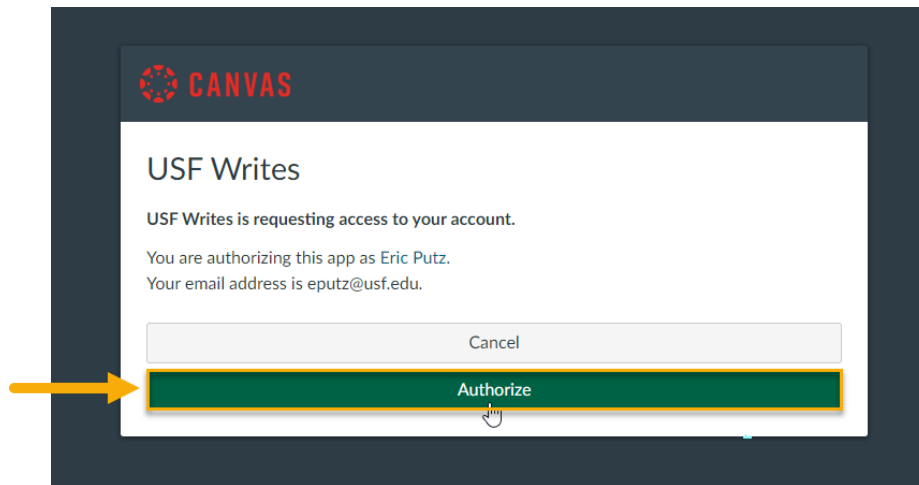 CANVAS
USF Writes
USF Writes is requesting access to your account.
You are authorizing this app as Eric Putz.
Your email address is eputz@usf.edu.
Cancel
Authorize